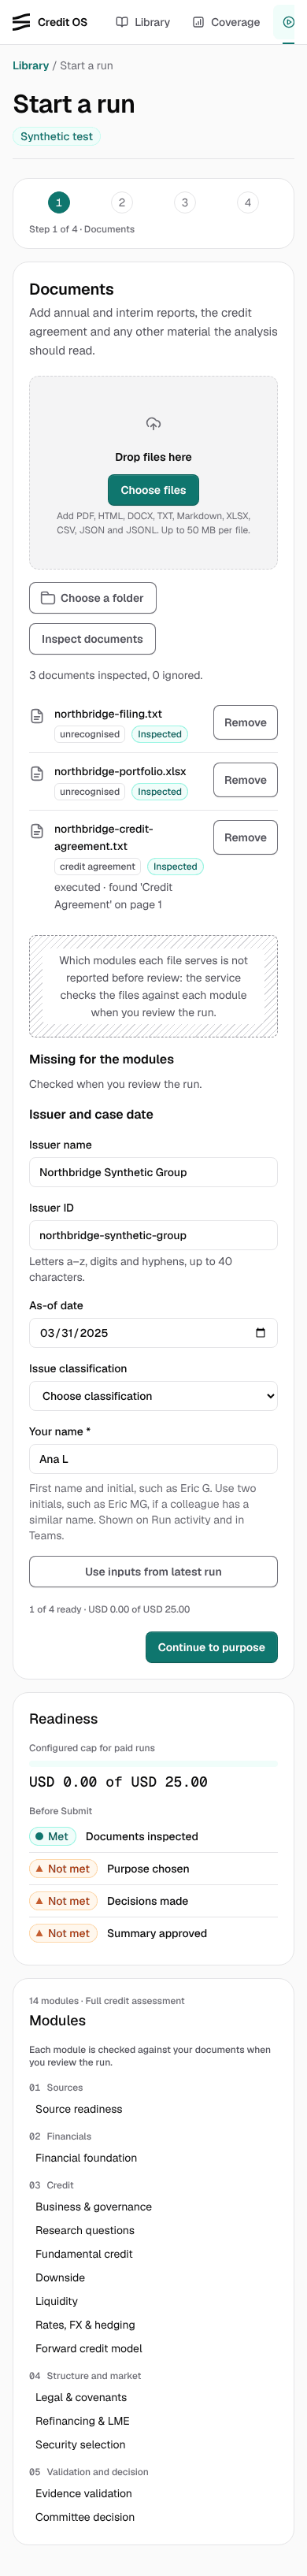 Credit OS
Library
Coverage
Library / Start a run
Start a run
Synthetic test
1
2
3
4
Step 1 of 4 · Documents
Documents
Add annual and interim reports, the credit
agreement and any other material the analysis
should read.
Drop files here
Choose files
Add PDF, HTML, DOCX, TXT, Markdown, XLSX,
CSV, JSON and JSONL. Up to 50 MB per file.
Choose a folder
Inspect documents
3 documents inspected, 0 ignored.
northbridge-filing.txt
unrecognised
Inspected
Remove
northbridge-portfolio.xlsx
unrecognised
Inspected
Remove
northbridge-credit-
agreement.txt
credit agreement
Inspected
executed · found 'Credit
Agreement' on page 1
Remove
Which modules each file serves is not
reported before review: the service
checks the files against each module
when you review the run.
Missing for the modules
Checked when you review the run.
Issuer and case date
Issuer name
Northbridge Synthetic Group
Issuer ID
northbridge-synthetic-group
Letters a–z, digits and hyphens, up to 40
characters.
As-of date
03/31/2025
Issue classification
Choose classification
Your name *
Ana L
First name and initial, such as Eric G. Use two
initials, such as Eric MG, if a colleague has a
similar name. Shown on Run activity and in
Teams.
Use inputs from latest run
1 of 4 ready · USD 0.00 of USD 25.00
Continue to purpose
Readiness
Configured cap for paid runs
USD 0.00 of USD 25.00
Before Submit
Met
Documents inspected
Not met
Purpose chosen
Not met
Decisions made
Not met
Summary approved
14 modules · Full credit assessment
Modules
Each module is checked against your documents when
you review the run.
01 Sources
Source readiness
02 Financials
Financial foundation
03 Credit
Business & governance
Research questions
Fundamental credit
Downside
Liquidity
Rates, FX & hedging
Forward credit model
04 Structure and market
Legal & covenants
Refinancing & LME
Security selection
05 Validation and decision
Evidence validation
Committee decision